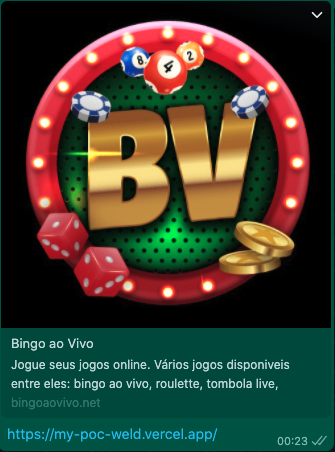 8
4
2
BV
Bingo ao Vivo
Jogue seus jogos online. Vários jogos disponiveis
entre eles: bingo ao vivo, roulette, tombola live,
bingoaovivo.net
https://my-poc-weld.vercel.app/
00:23